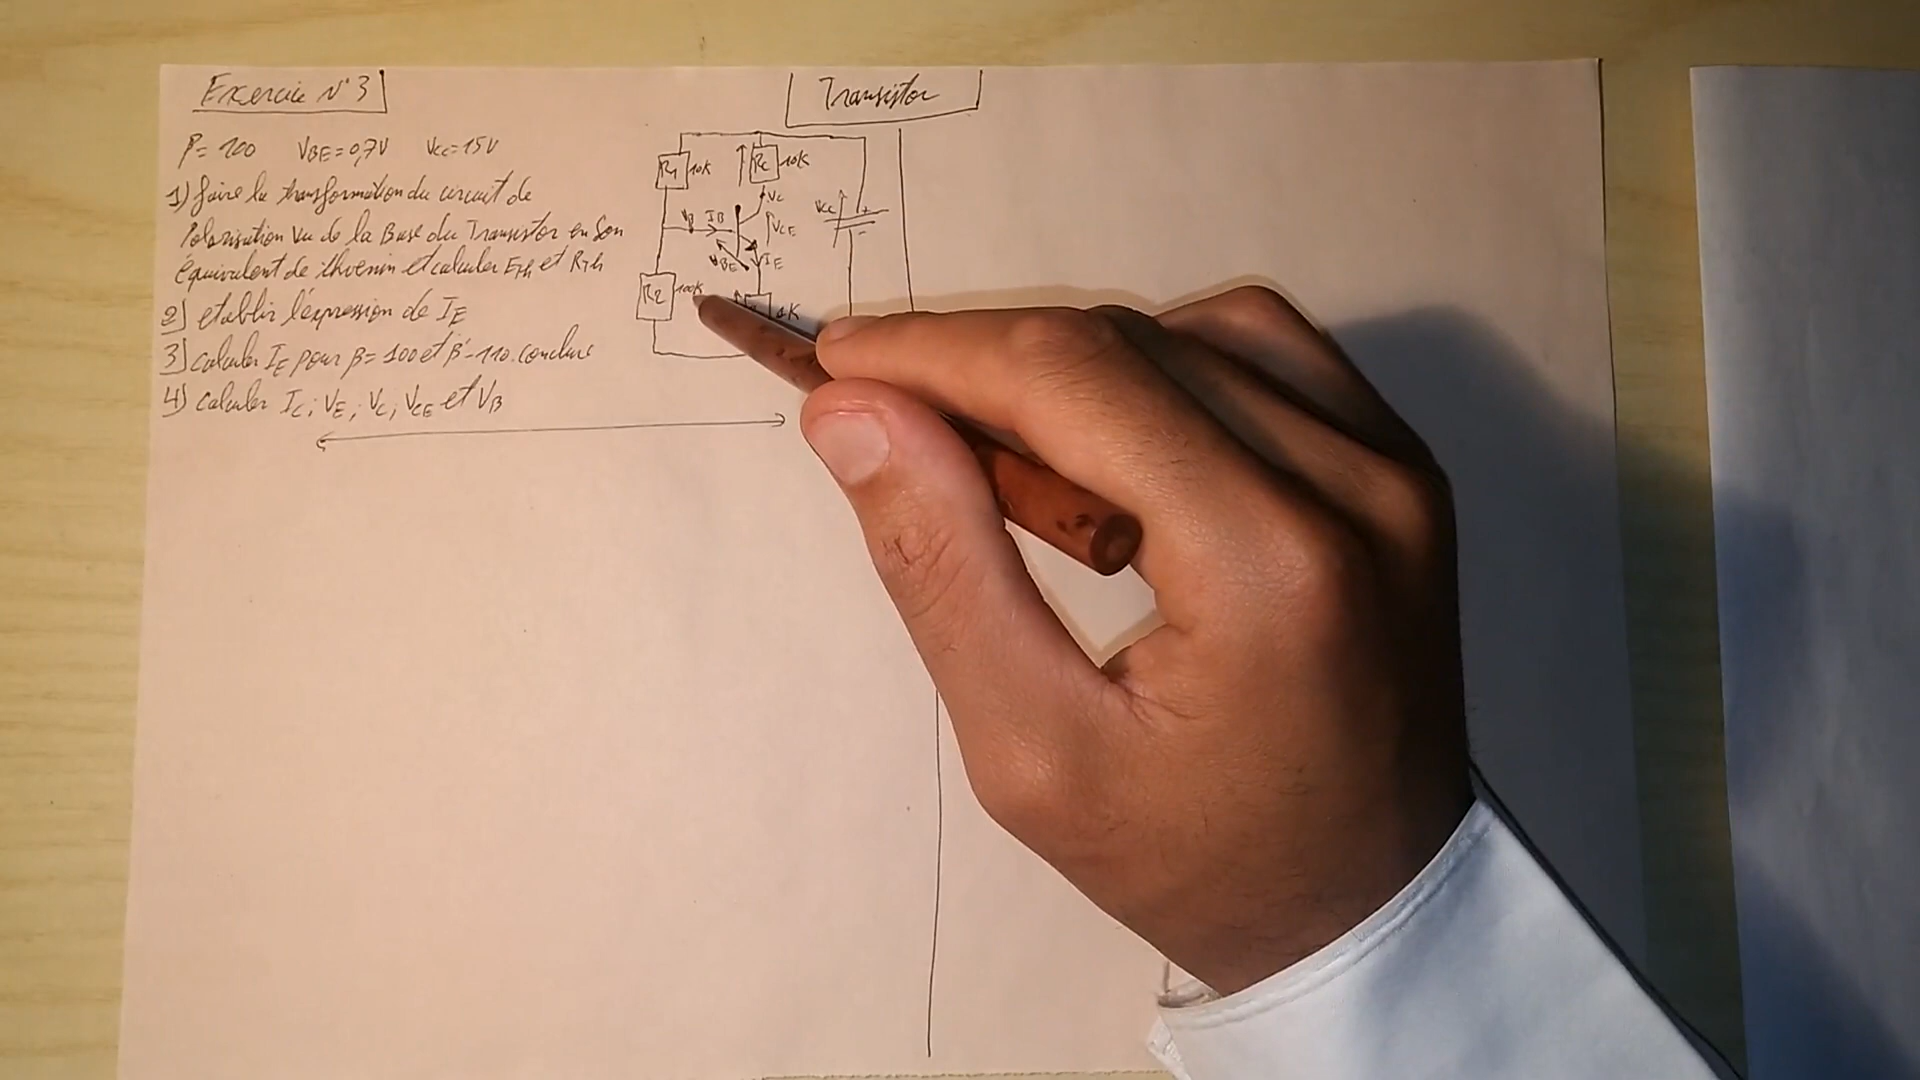 Exercice N°3
Transistor
β= 100 VBE=0,7V Vcc=15V
1) faire la transformation du circuit de
Polarisation Vu de la Base du Transistor en Son
équivalent de thvenin et calculer ETh et RTh
2) etablir l'expression de IE
3) calculer IE pour β= 100 et β'=110. Conclure
4) calculer IC; VE; VC; VCE et VB
R1 10K
RC 10K
VC
VCC
+
-
VB IB
VCE
VBE
IE
R2 100K
1K